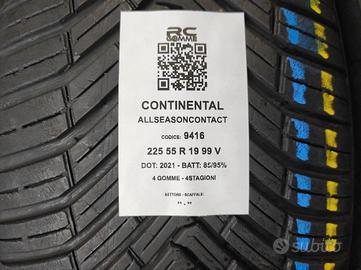 RC
GOMME
CONTINENTAL
ALLSEASONCONTACT
CODICE: 9416
225 55 R 19 99 V
DOT: 2021 - BATT: 85/95%
4 GOMME - 4STAGIONI
SETTORE - SCAFFALE:
** - **
subito